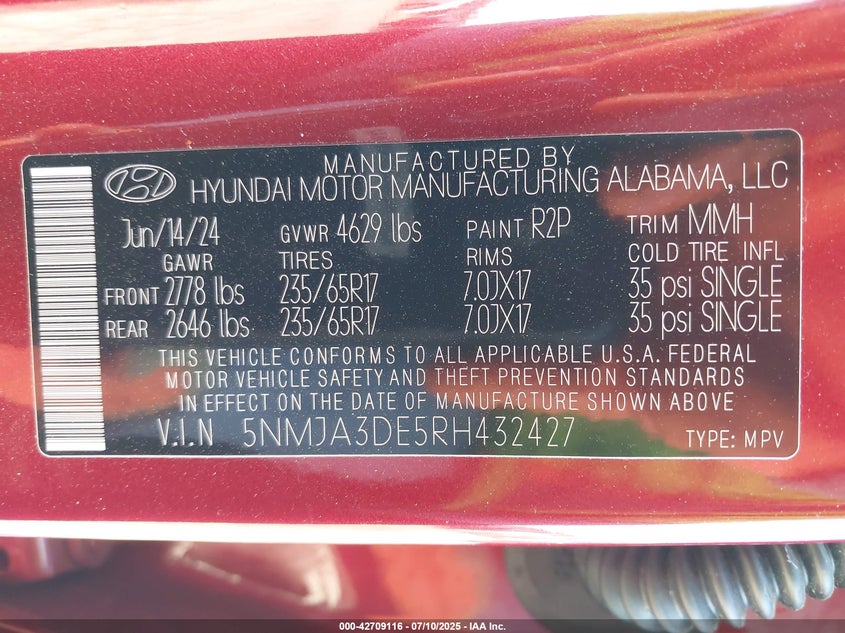 MANUFACTURED BY
HYUNDAI MOTOR MANUFACTURING ALABAMA, LLC
Jun/14/24 GVWR 4629 lbs PAINT R2P TRIM MMH
GAWR TIRES RIMS COLD TIRE INFL
FRONT 2778 lbs 235/65R17 7.0JX17 35 psi SINGLE
REAR 2646 lbs 235/65R17 7.0JX17 35 psi SINGLE
THIS VEHICLE CONFORMS TO ALL APPLICABLE U.S.A. FEDERAL
MOTOR VEHICLE SAFETY AND THEFT PREVENTION STANDARDS
IN EFFECT ON THE DATE OF MANUFACTURE SHOWN ABOVE
V.I.N 5NMJA3DE5RH432427 TYPE: MPV
000-42709116 - 07/10/2025 - IAA Inc.